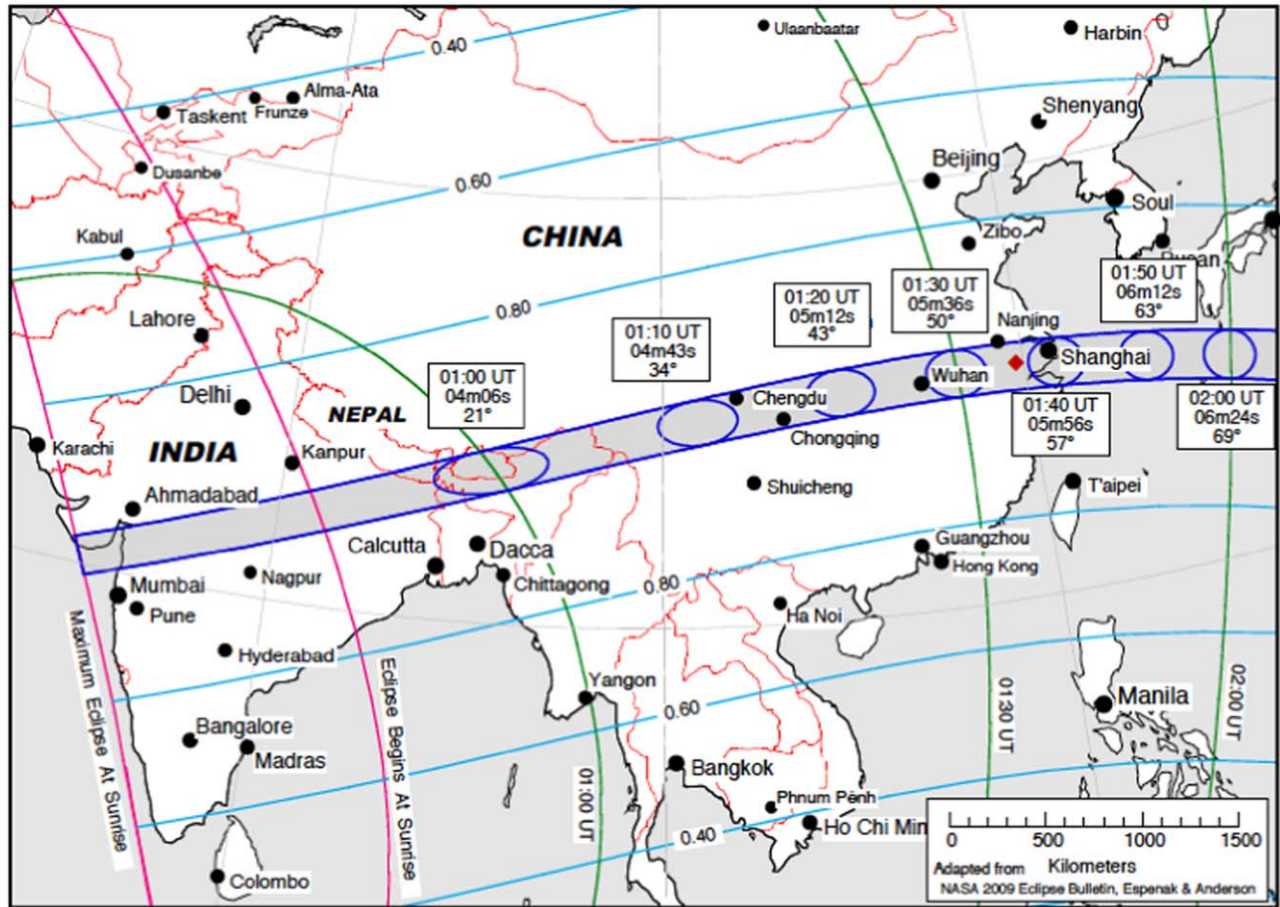 0.40
Ulaanbaatar
Harbin
Taskent
Frunze
Alma-Ata
Shenyang
Dusanbe
Beijing
0.60
Soul
Kabul
CHINA
Zibo
Pusan
01:50 UT
06m12s
63°
01:20 UT
05m12s
43°
01:30 UT
05m36s
50°
Lahore
0.80
01:10 UT
04m43s
34°
Nanjing
Shanghai
01:00 UT
04m06s
21°
Delhi
NEPAL
Wuhan
Chengdu
01:40 UT
05m56s
57°
02:00 UT
06m24s
69°
Karachi
INDIA
Kanpur
Chongqing
Ahmadabad
Shuicheng
T'aipei
Calcutta
Dacca
Guangzhou
Hong Kong
Mumbai
Nagpur
Chittagong
0.80
Pune
Ha Noi
Hyderabad
Maximum Eclipse At Sunrise
Eclipse Begins At Sunrise
Yangon
0.60
01:30 UT
02:00 UT
Manila
Bangalore
Madras
01:00 UT
Bangkok
Phnum Pénh
0.40
Ho Chi Min
0 500 1000 1500
Adapted from Kilometers
NASA 2009 Eclipse Bulletin, Espenak & Anderson
Colombo